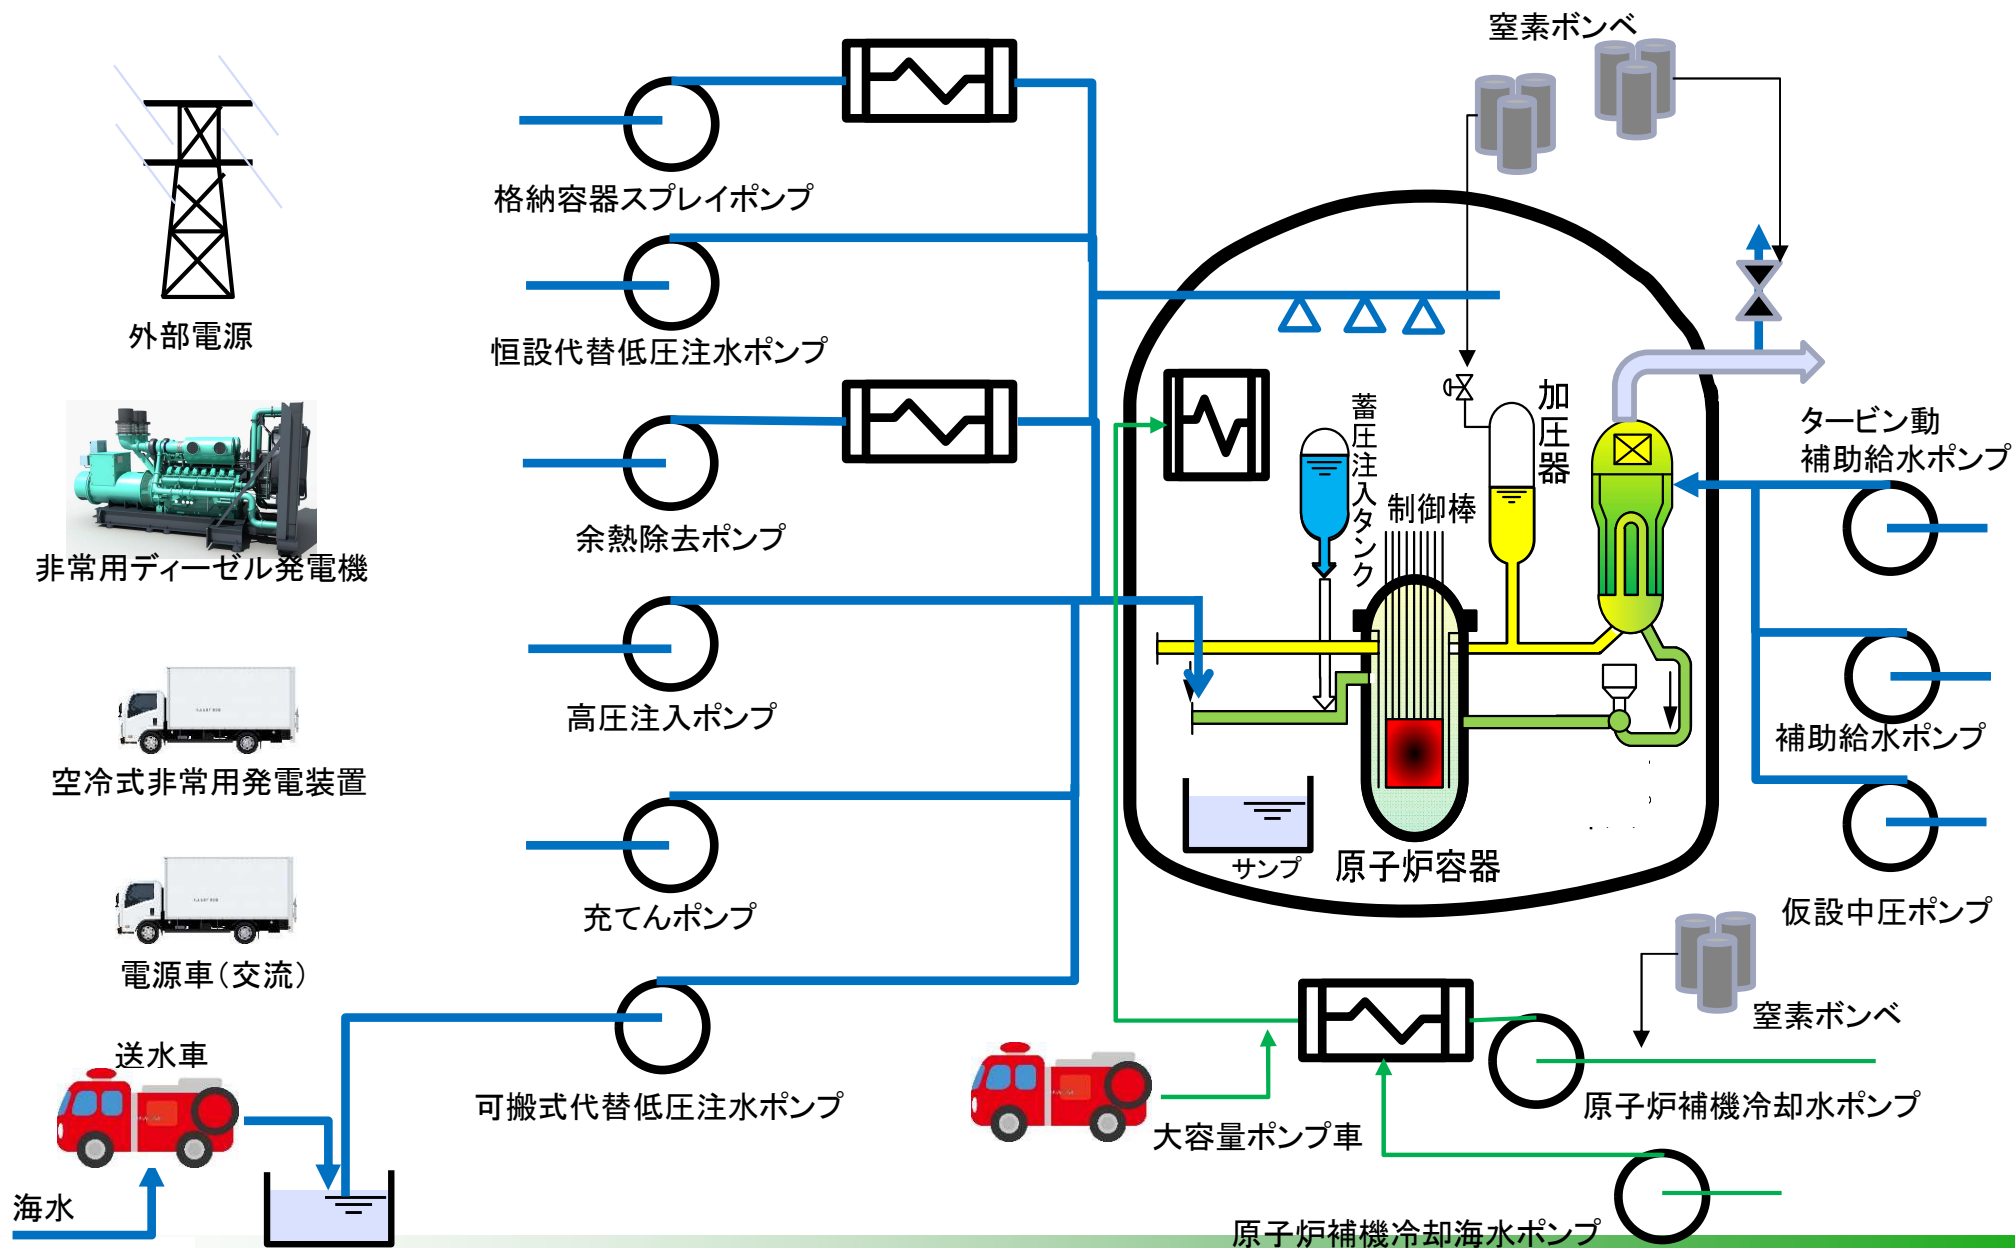 窒素ボンベ
格納容器スプレイポンプ
外部電源
恒設代替低圧注水ポンプ
蓄圧注入タンク
加圧器
制御棒
タービン動
補助給水ポンプ
余熱除去ポンプ
非常用ディーゼル発電機
高圧注入ポンプ
補助給水ポンプ
空冷式非常用発電装置
サンプ
原子炉容器
充てんポンプ
仮設中圧ポンプ
電源車(交流)
窒素ボンベ
送水車
可搬式代替低圧注水ポンプ
原子炉補機冷却水ポンプ
大容量ポンプ車
海水
原子炉補機冷却海水ポンプ